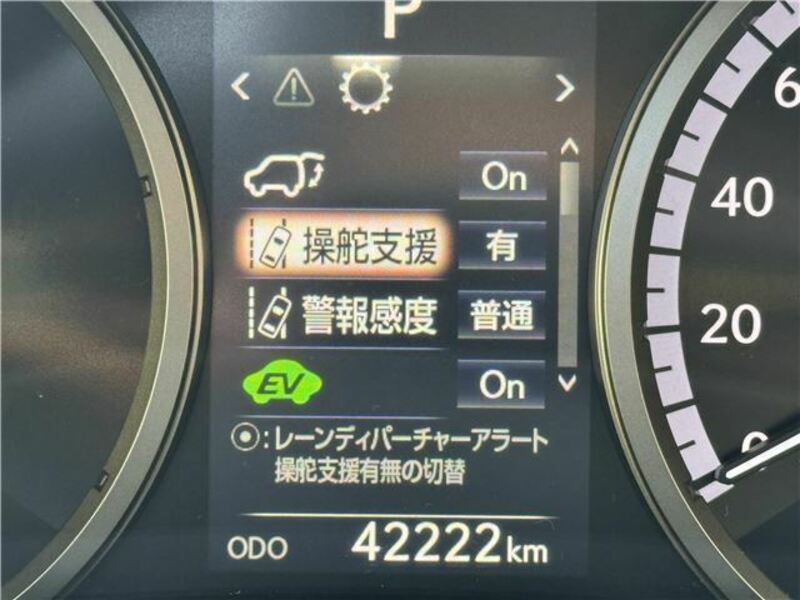 P
On
操舵支援 有
警報感度 普通
EV On
⦿:レーンディパーチャーアラート
操舵支援有無の切替
ODO 42222km
6
40
20
0